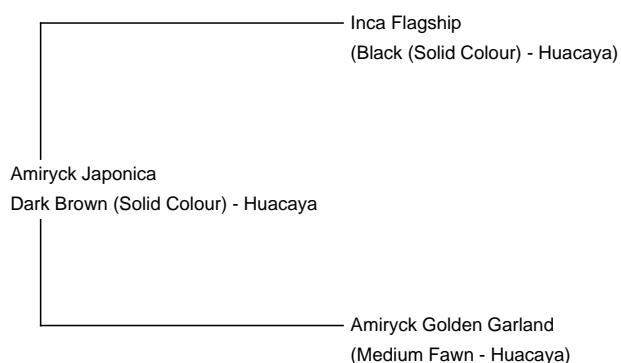 Inca Flagship
(Black (Solid Colour) - Huacaya)
Amiryck Japonica
Dark Brown (Solid Colour) - Huacaya
Amiryck Golden Garland
(Medium Fawn - Huacaya)